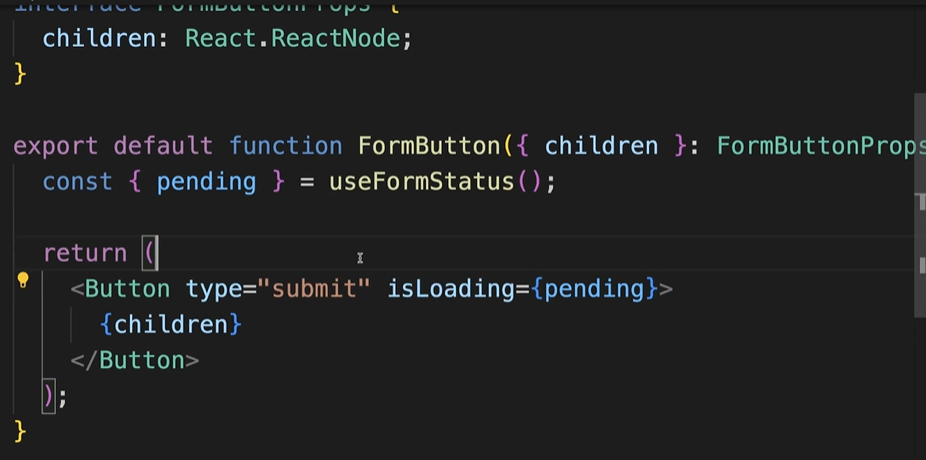 interface FormButtonProps {
children: React.ReactNode;
}
export default function FormButton({ children }: FormButtonProps
const { pending } = useFormStatus();
return (
<Button type="submit" isLoading={pending}>
{children}
</Button>
);
}